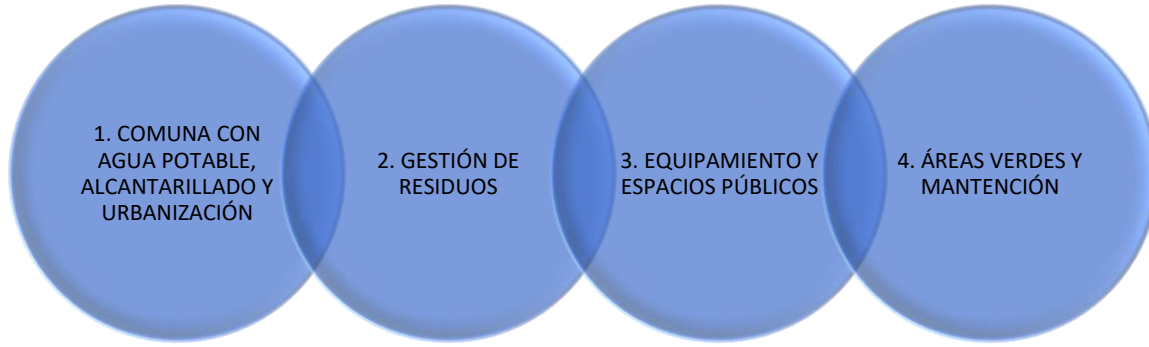 1. COMUNA CON
AGUA POTABLE,
ALCANTARILLADO Y
URBANIZACIÓN
2. GESTIÓN DE
RESIDUOS
3. EQUIPAMIENTO Y
ESPACIOS PÚBLICOS
4. ÁREAS VERDES Y
MANTENCIÓN